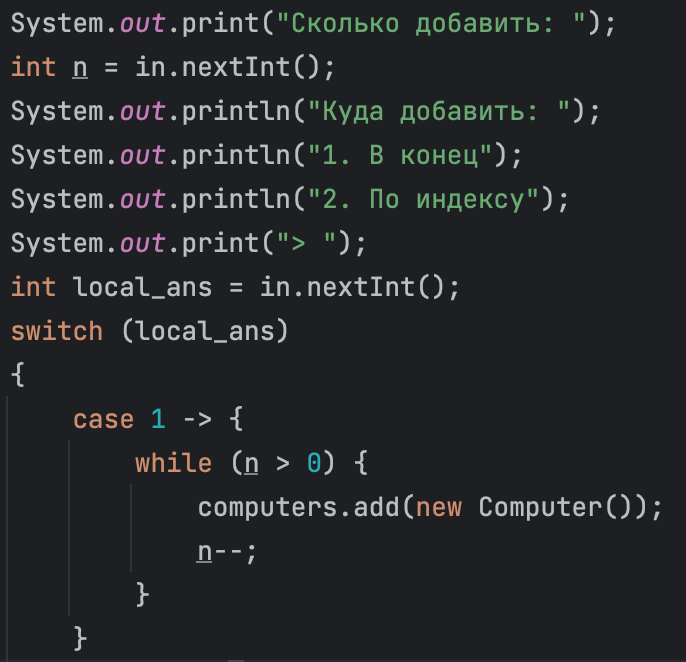 System.out.print("Сколько добавить: ");
int n = in.nextInt();
System.out.println("Куда добавить: ");
System.out.println("1. В конец");
System.out.println("2. По индексу");
System.out.print("> ");
int local_ans = in.nextInt();
switch (local_ans)
{
    case 1 -> {
        while (n > 0) {
            computers.add(new Computer());
            n--;
        }
    }